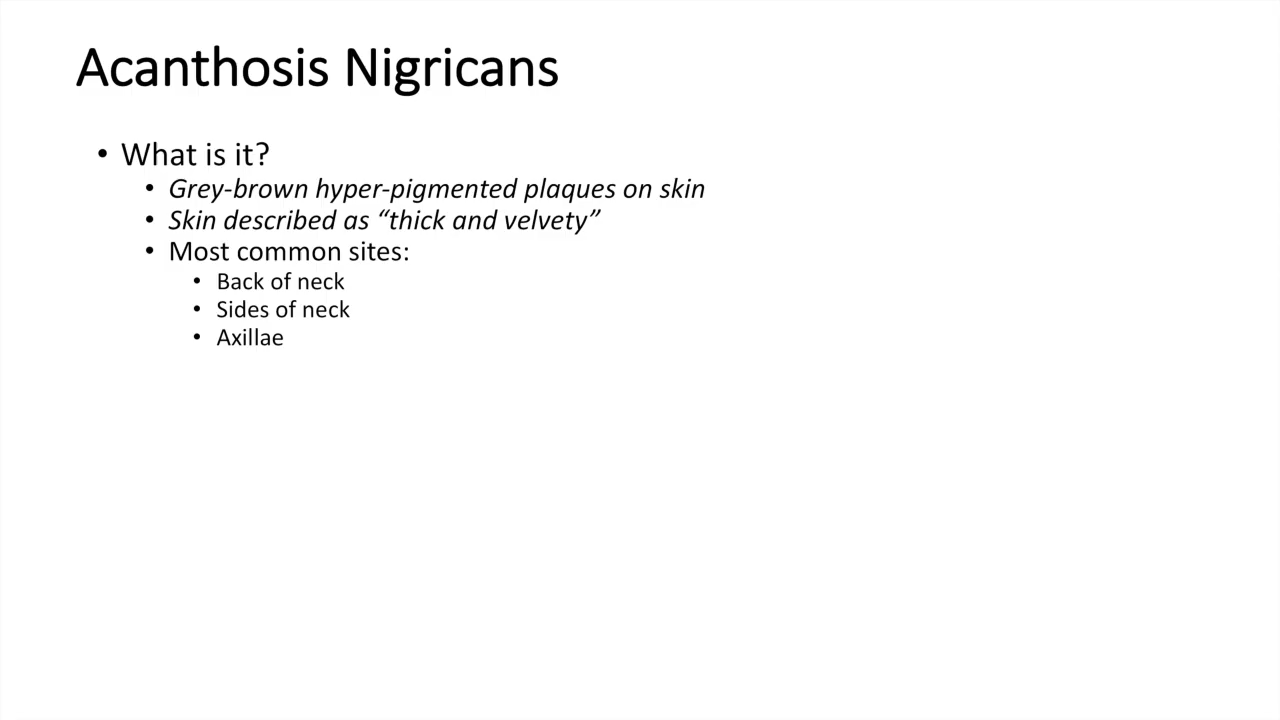 Acanthosis Nigricans
• What is it?
• Grey-brown hyper-pigmented plaques on skin
• Skin described as “thick and velvety”
• Most common sites:
• Back of neck
• Sides of neck
• Axillae